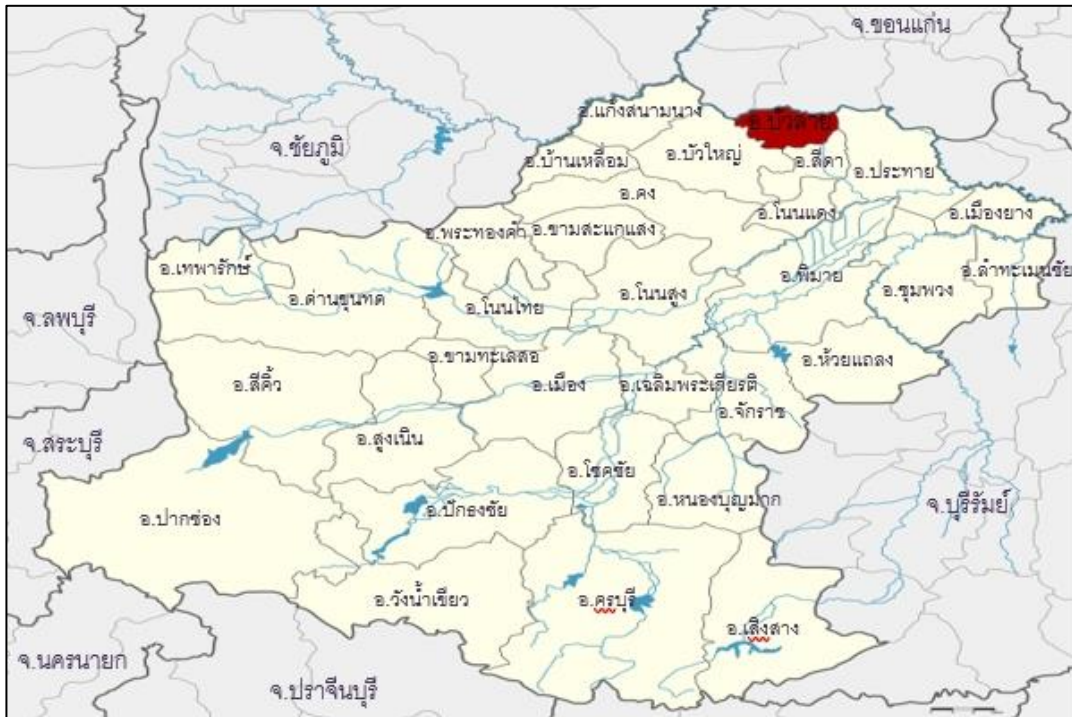 จ.ขอนแก่น
อ.แก้งสนามนาง
อ.บัวลาย
จ.ชัยภูมิ
อ.บ้านเหลื่อม
อ.บัวใหญ่
อ.สีดา
อ.ประทาย
อ.คง
อ.โนนแดง
อ.เมืองยาง
อ.พระทองคำ
อ.ขามสะแกแสง
อ.เทพารักษ์
อ.ด่านขุนทด
อ.โนนไทย
อ.โนนสูง
อ.พิมาย
อ.ชุมพวง
อ.ลำทะเมนชัย
จ.ลพบุรี
อ.ขามทะเลสอ
อ.ห้วยแถลง
อ.สีคิ้ว
อ.เมือง
อ.เฉลิมพระเกียรติ
อ.จักราช
จ.สระบุรี
อ.สูงเนิน
อ.โชคชัย
อ.หนองบุญมาก
จ.บุรีรัมย์
อ.ปากช่อง
อ.ปักธงชัย
อ.วังน้ำเขียว
อ.ครบุรี
อ.เสิงสาง
จ.นครนายก
จ.ปราจีนบุรี